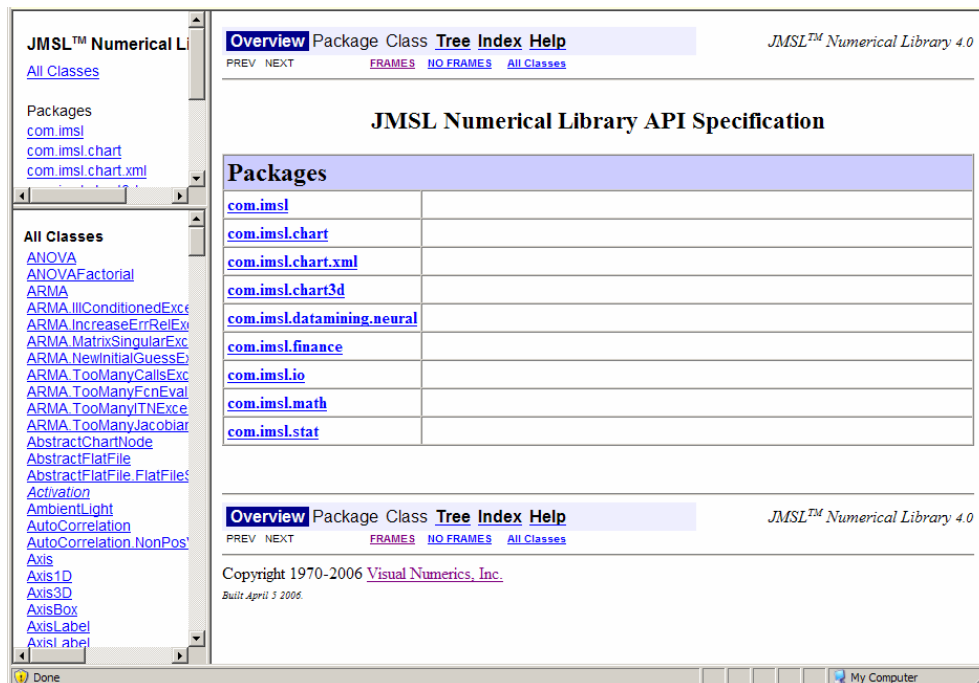 JMSL™ Numerical Li
All Classes
Packages
com.imsl
com.imsl.chart
com.imsl.chart.xml
All Classes
ANOVA
ANOVAFactorial
ARMA
ARMA.IllConditionedExce
ARMA.IncreaseErrRelEx
ARMA.MatrixSingularExc
ARMA.NewInitialGuessEx
ARMA.TooManyCallsExc
ARMA.TooManyFcnEval
ARMA.TooManyITNExce
ARMA.TooManyJacobian
AbstractChartNode
AbstractFlatFile
AbstractFlatFile.FlatFileS
Activation
AmbientLight
AutoCorrelation
AutoCorrelation.NonPosV
Axis
Axis1D
Axis3D
AxisBox
AxisLabel
AxisLabel
Overview Package Class Tree Index Help
JMSL™ Numerical Library 4.0
PREV NEXT FRAMES NO FRAMES All Classes
JMSL Numerical Library API Specification
Packages
com.imsl
com.imsl.chart
com.imsl.chart.xml
com.imsl.chart3d
com.imsl.datamining.neural
com.imsl.finance
com.imsl.io
com.imsl.math
com.imsl.stat
Overview Package Class Tree Index Help
JMSL™ Numerical Library 4.0
PREV NEXT FRAMES NO FRAMES All Classes
Copyright 1970-2006 Visual Numerics, Inc.
Built April 5 2006.
Done
My Computer